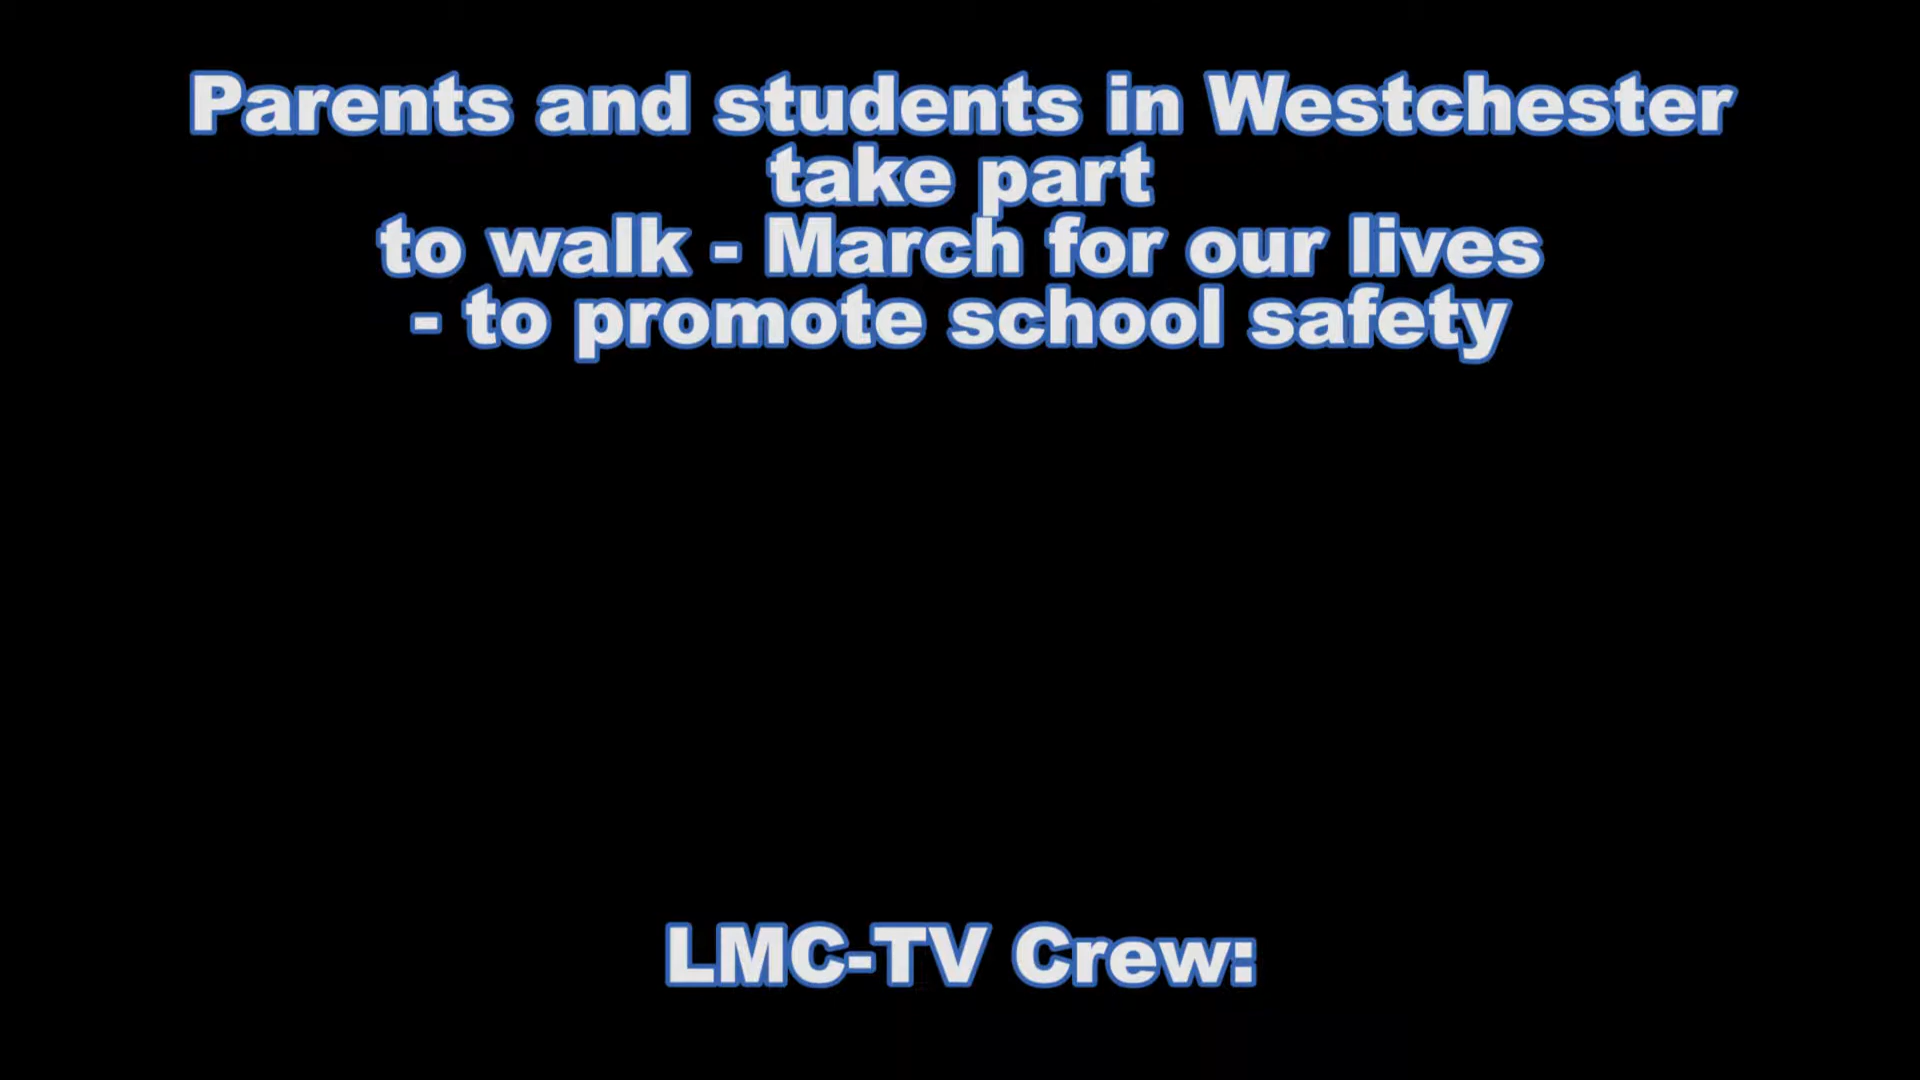 Parents and students in Westchester
take part
to walk - March for our lives
- to promote school safety
LMC-TV Crew: